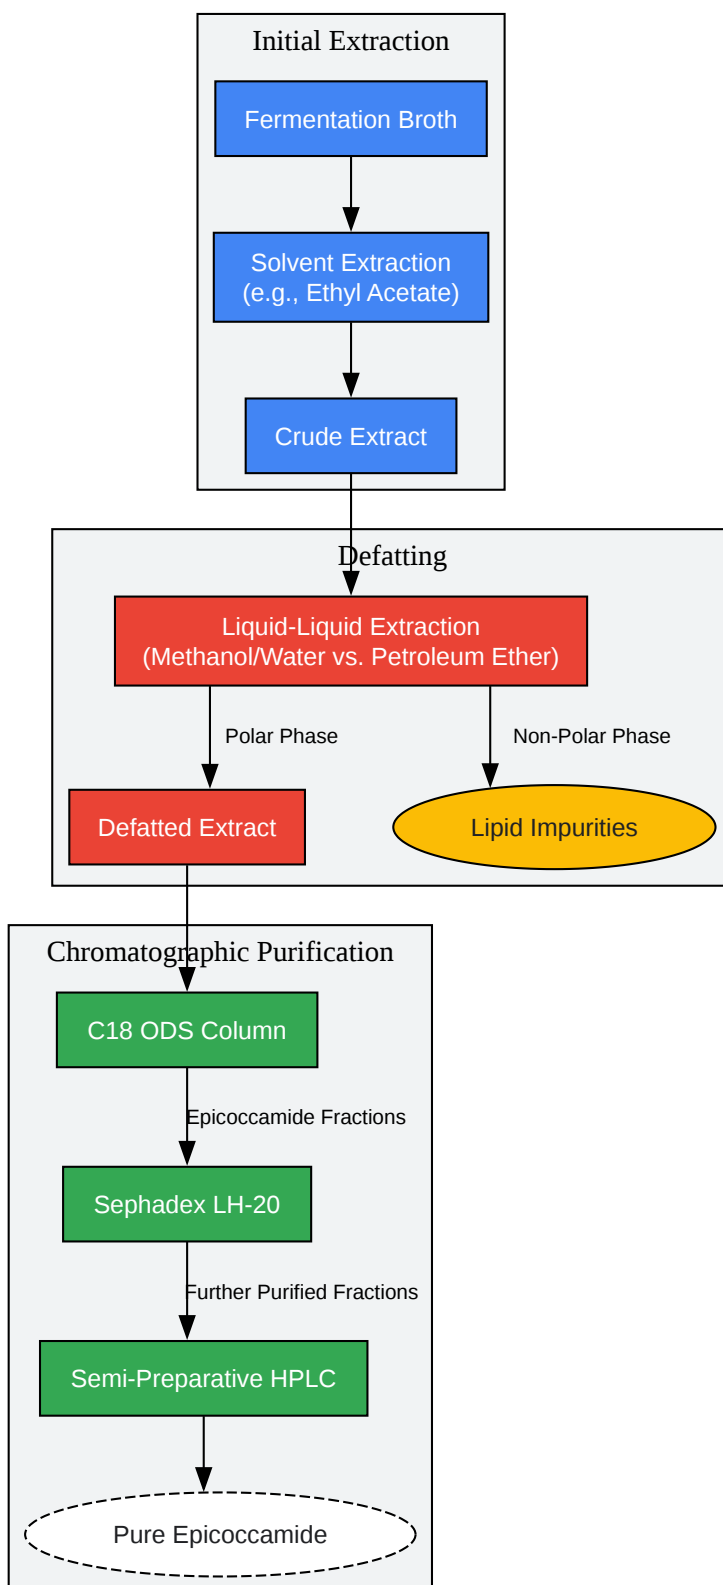 Initial Extraction
Fermentation Broth
Solvent Extraction
(e.g., Ethyl Acetate)
Crude Extract
Defatting
Liquid-Liquid Extraction
(Methanol/Water vs. Petroleum Ether)
Polar Phase
Non-Polar Phase
Defatted Extract
Lipid Impurities
Chromatographic Purification
C18 ODS Column
Epicoccamide Fractions
Sephadex LH-20
Further Purified Fractions
Semi-Preparative HPLC
Pure Epicoccamide